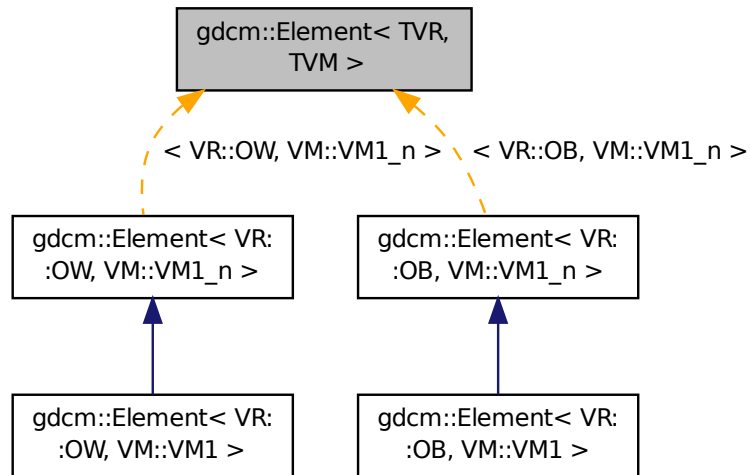 gdcm::Element< TVR,
TVM >
< VR::OW, VM::VM1_n >
< VR::OB, VM::VM1_n >
gdcm::Element< VR:
:OW, VM::VM1_n >
gdcm::Element< VR:
:OB, VM::VM1_n >
gdcm::Element< VR:
:OW, VM::VM1 >
gdcm::Element< VR:
:OB, VM::VM1 >